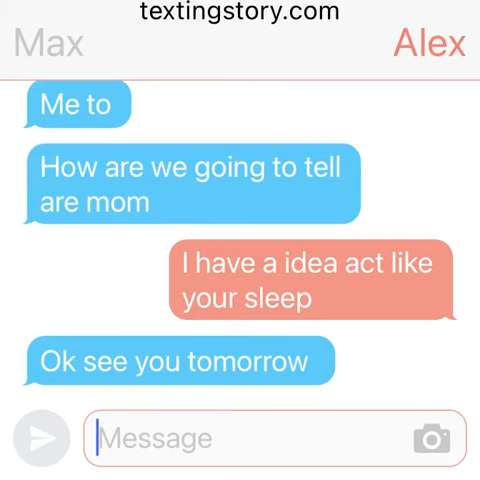 textingstory.com
Max
Alex
Me to
How are we going to tell
are mom
I have a idea act like
your sleep
Ok see you tomorrow
Message